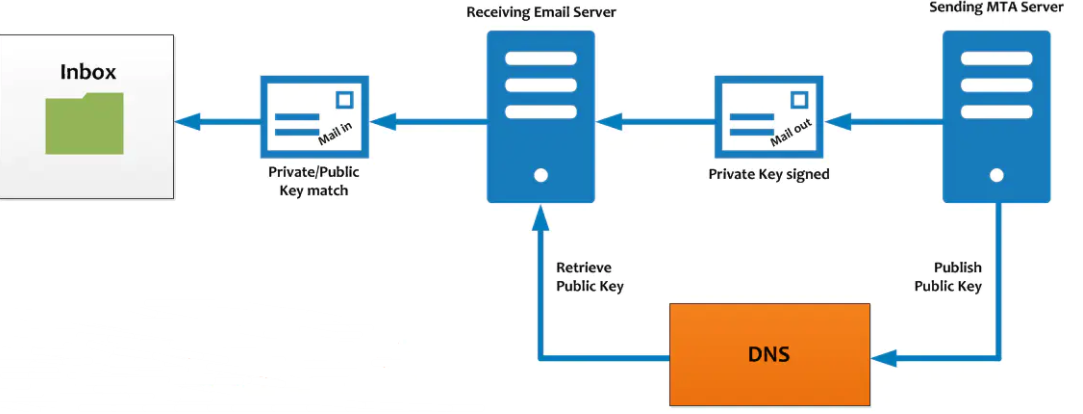 Receiving Email Server
Sending MTA Server
Inbox
Mail in
Mail out
Private/Public
Key match
Private Key signed
Retrieve
Public Key
Publish
Public Key
DNS